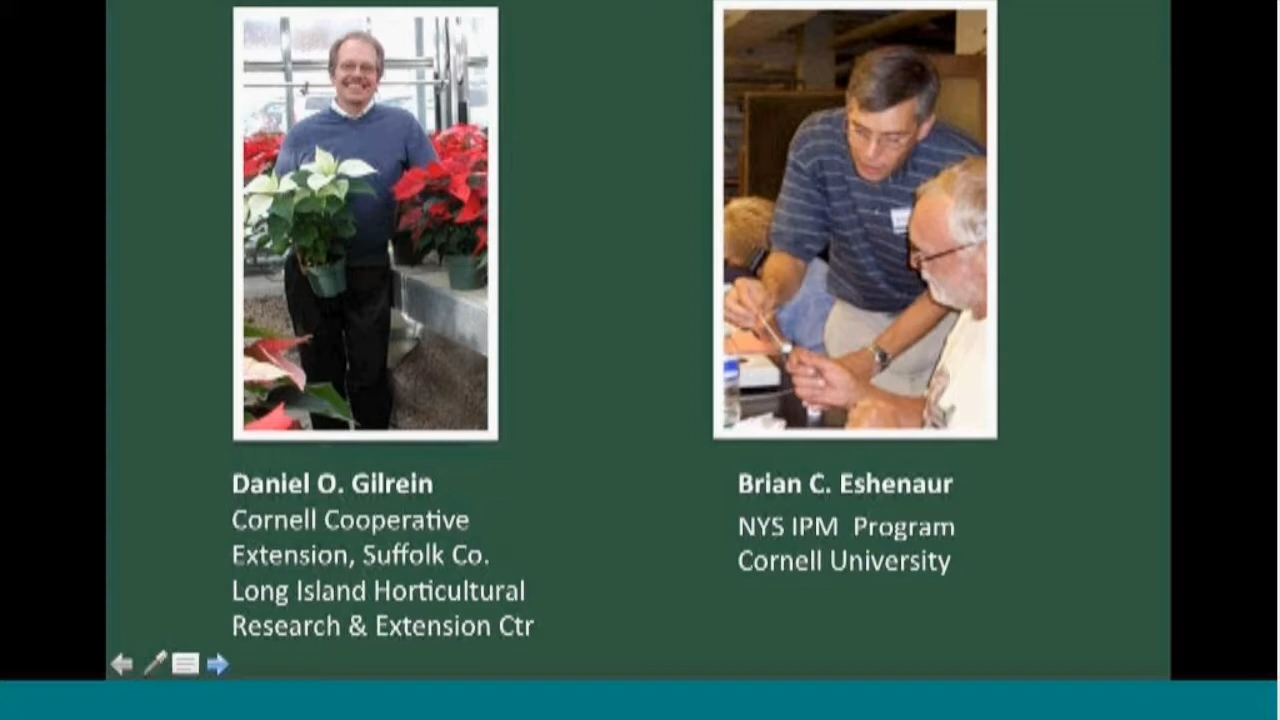 Daniel O. Gilrein
Cornell Cooperative
Extension, Suffolk Co.
Long Island Horticultural
Research & Extension Ctr
Brian C. Eshenaur
NYS IPM Program
Cornell University